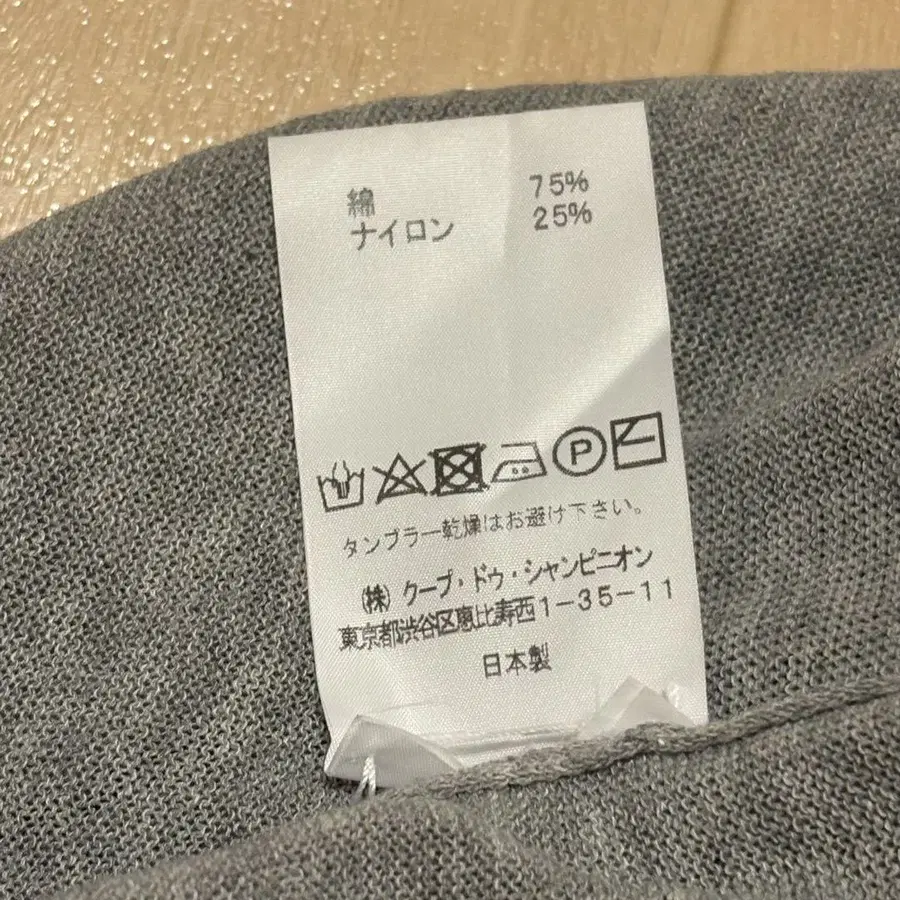 綿 75%
ナイロン 25%
P
タンブラー乾燥はお避け下さい。
(株)クープ・ドゥ・シャンピニオン
東京都渋谷区恵比寿西1-35-11
日本製